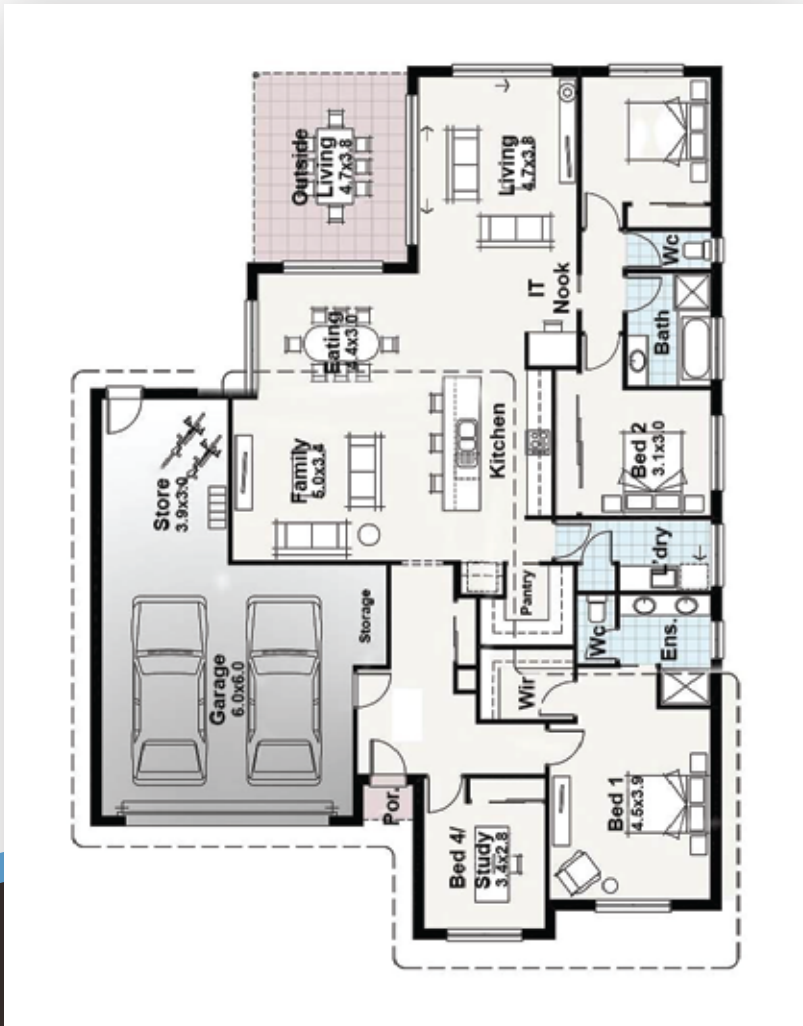 Outside
Living
4.7x3.8
Living
4.7x3.8
Wc
IT
Nook
Bath
Eating
4.4x3.0
Kitchen
Bed 2
3.1x3.0
Family
5.0x3.4
Store
3.9x3.0
L'dry
Pantry
Storage
Wc
Ens.
Wir
Garage
6.0x6.0
Por.
Bed 4/
Study
3.4x2.8
Bed 1
4.5x3.9